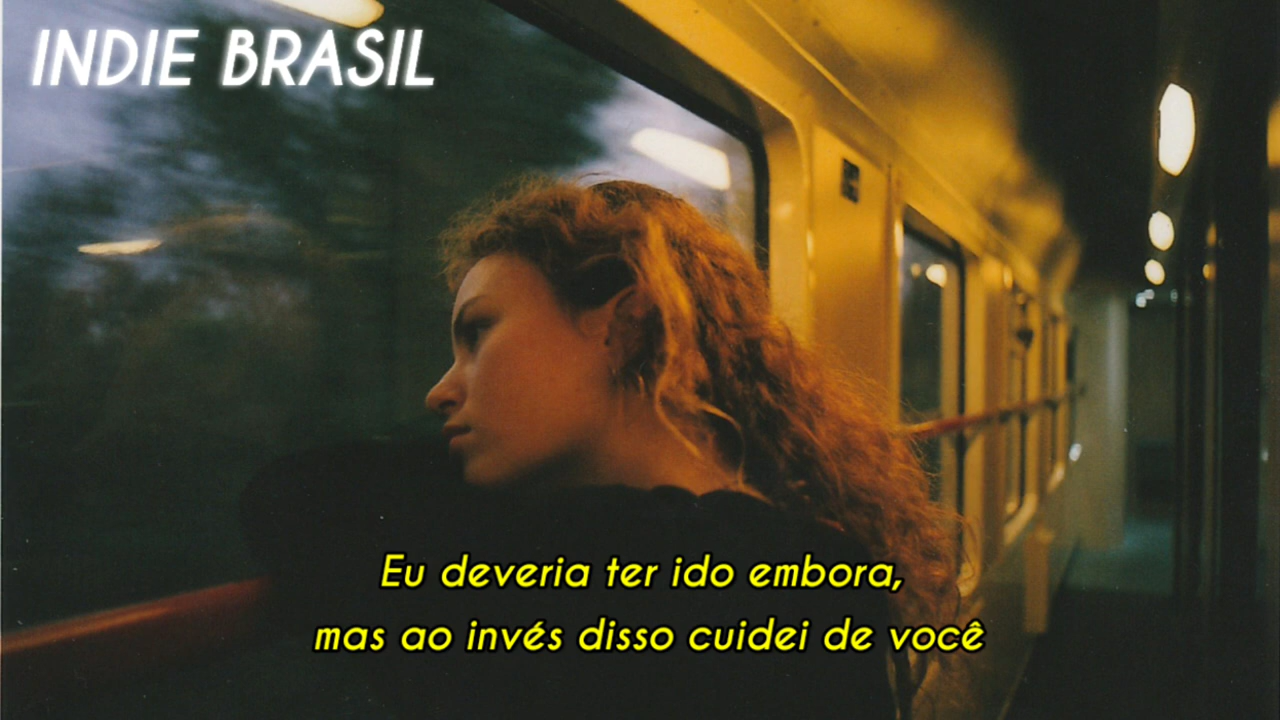 INDIE BRASIL
Eu deveria ter ido embora,
mas ao invés disso cuidei de você